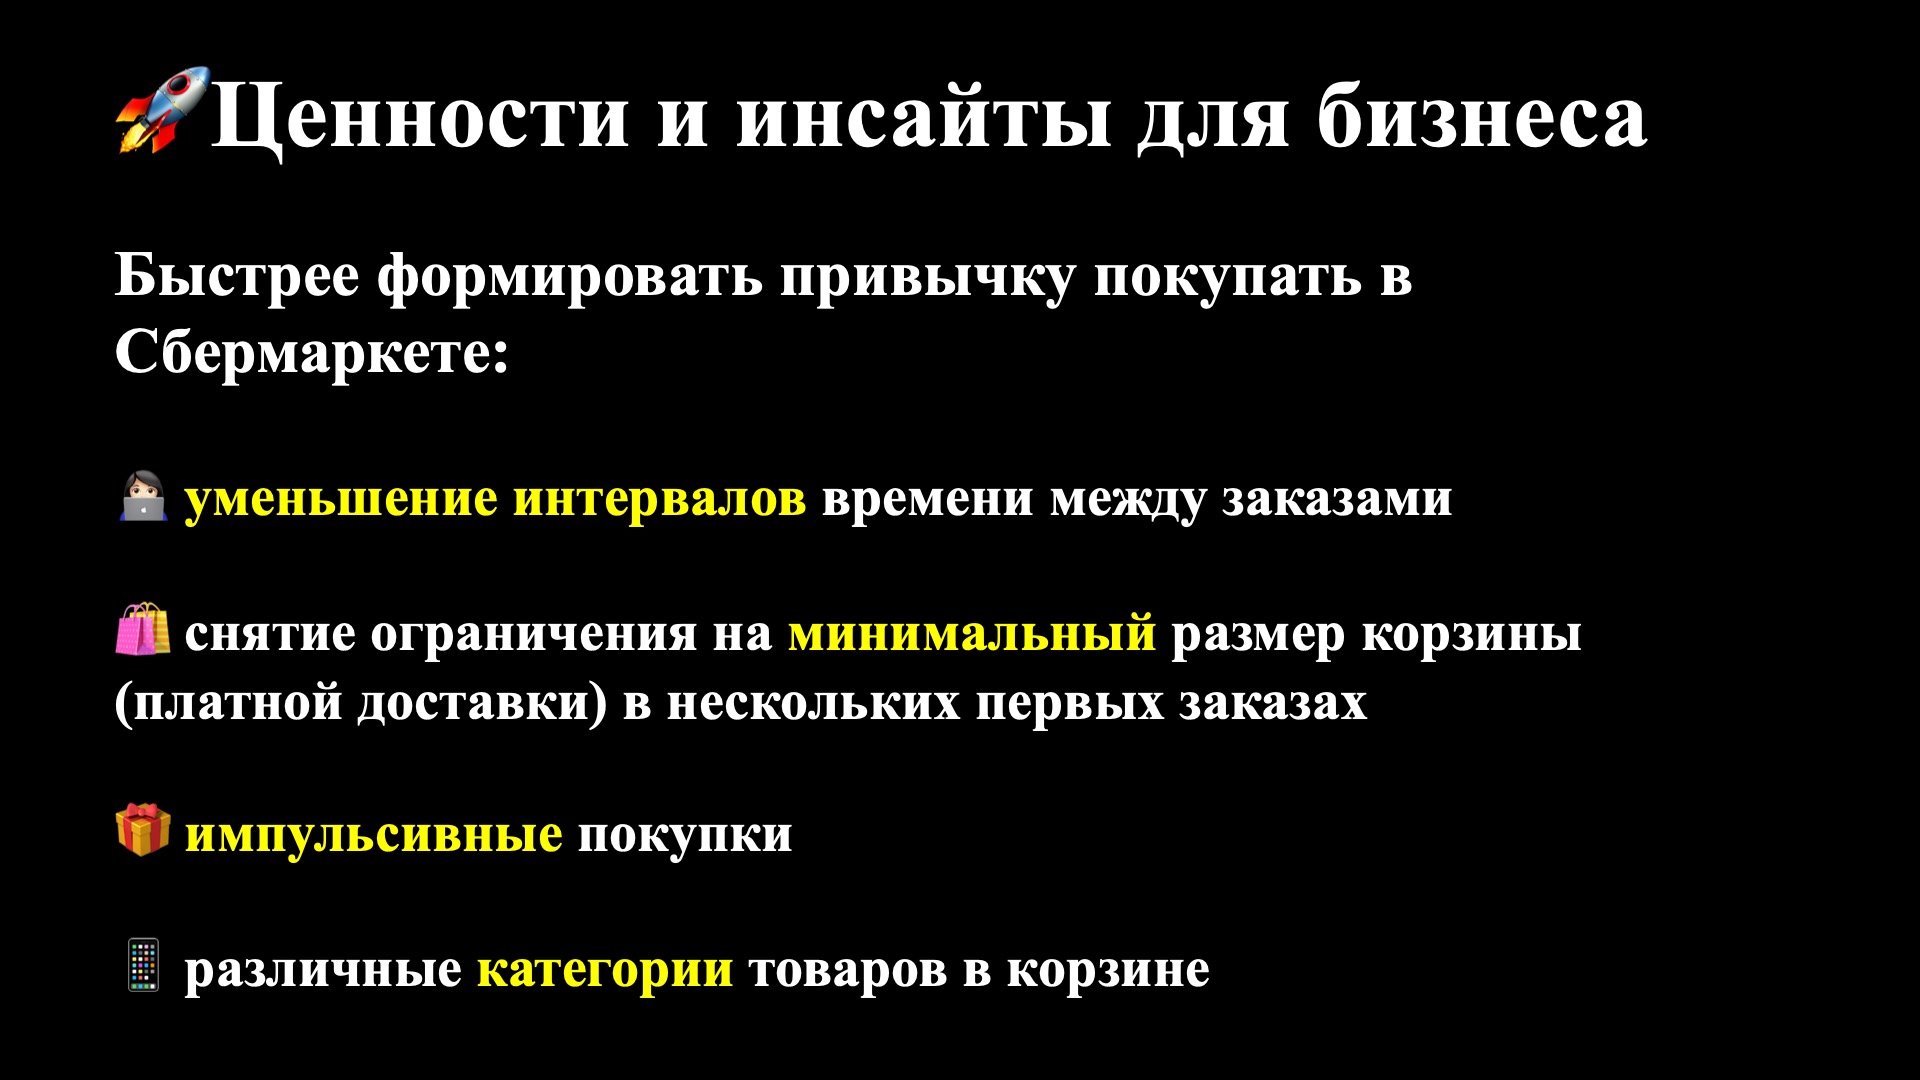 🚀Ценности и инсайты для бизнеса
Быстрее формировать привычку покупать в
Сбермаркете:
👩🏻‍💻 уменьшение интервалов времени между заказами
🛍 снятие ограничения на минимальный размер корзины
(платной доставки) в нескольких первых заказах
🎁 импульсивные покупки
📱 различные категории товаров в корзине